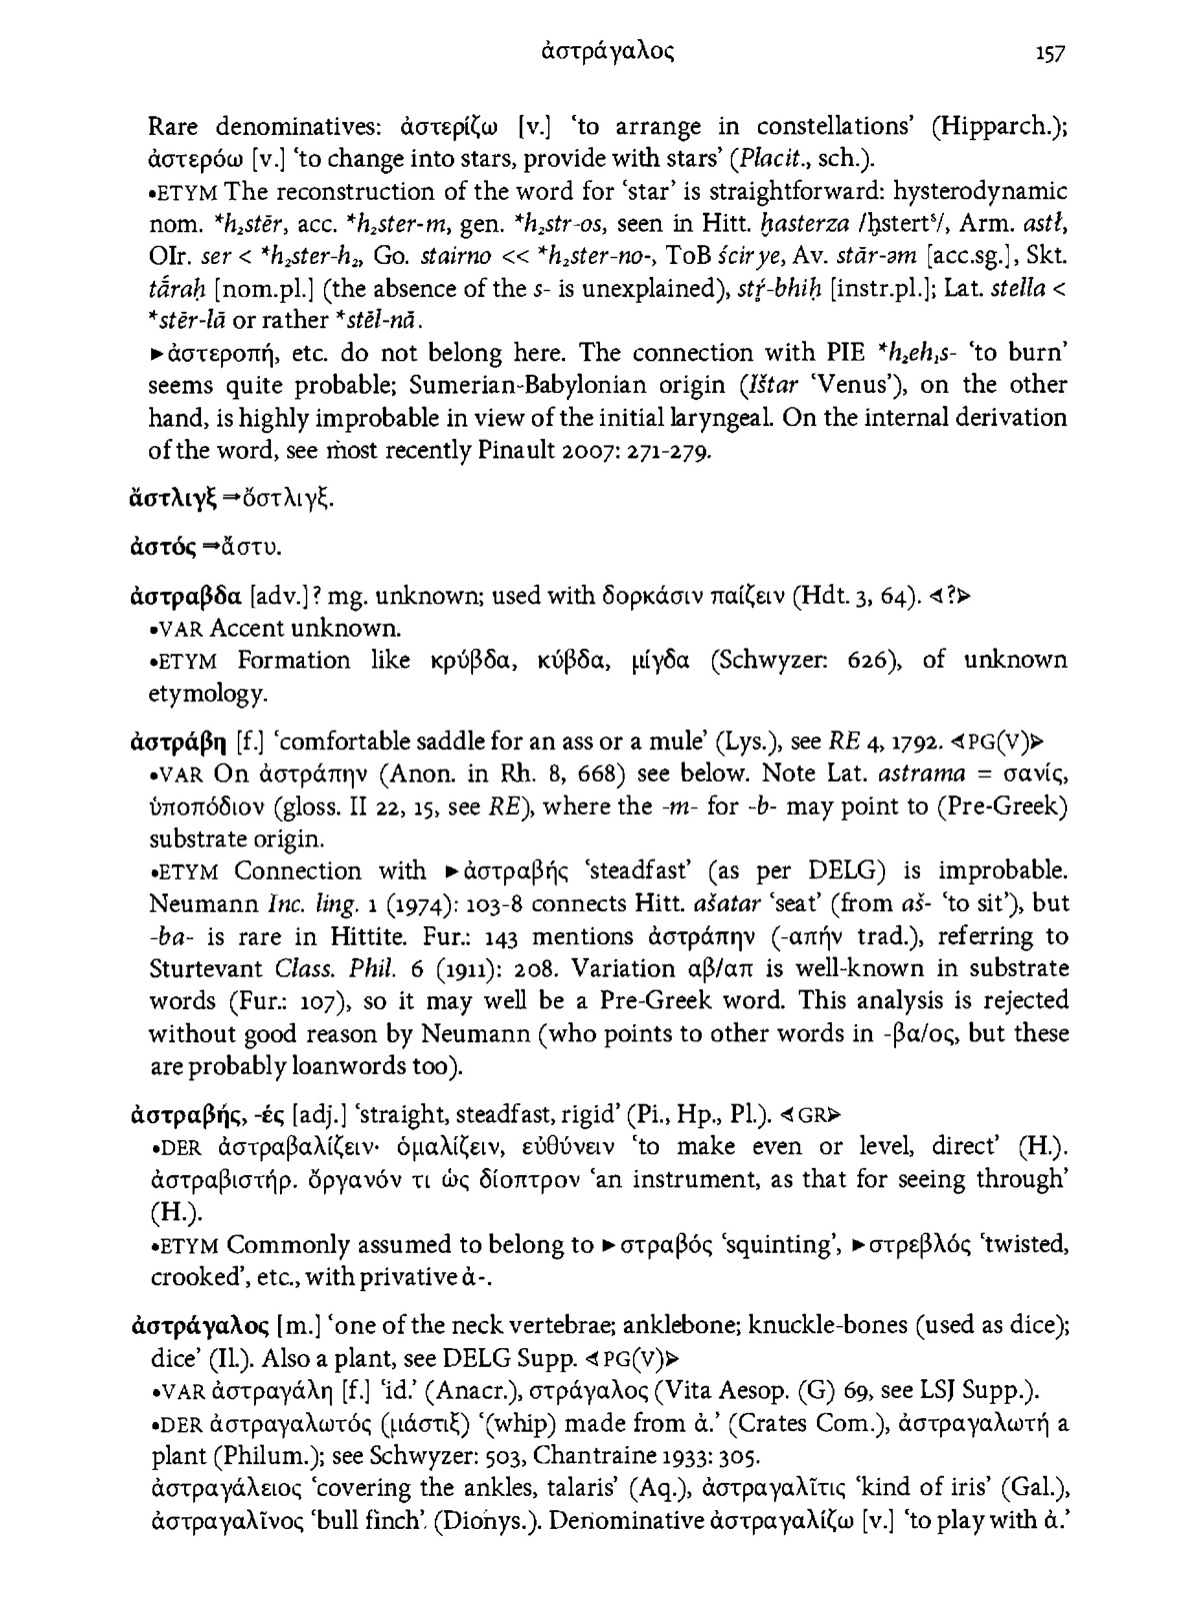 ἀστράγαλος 157
Rare denominatives: ἀστερίζω [v.] ‘to arrange in constellations’ (Hipparch.);
ἀστερόω [v.] ‘to change into stars, provide with stars’ (Placit., sch.).
•ETYM The reconstruction of the word for ‘star’ is straightforward: hysterodynamic
nom. *h₂stēr, acc. *h₂ster-m, gen. *h₂str-os, seen in Hitt. ḫasterza /ḫstertˢ/, Arm. astł,
OIr. ser < *h₂ster-h₂, Go. stairno << *h₂ster-no-, ToB ścirye, Av. stār-əm [acc.sg.], Skt.
tā́raḥ [nom.pl.] (the absence of the s- is unexplained), stŕ̥-bhiḥ [instr.pl.]; Lat. stella <
*stēr-lā or rather *stēl-nā.
►ἀστεροπή, etc. do not belong here. The connection with PIE *h₂eh₁s- ‘to burn’
seems quite probable; Sumerian-Babylonian origin (Ištar ‘Venus’), on the other
hand, is highly improbable in view of the initial laryngeal. On the internal derivation
of the word, see most recently Pinault 2007: 271-279.
ἄστλιγξ ⇒ὄστλιγξ.
ἀστός ⇒ἄστυ.
ἀστραβδα [adv.] ? mg. unknown; used with δορκάσιν παίζειν (Hdt. 3, 64). ⊲?⊳
•VAR Accent unknown.
•ETYM Formation like κρύβδα, κύβδα, μίγδα (Schwyzer: 626), of unknown
etymology.
ἀστράβη [f.] ‘comfortable saddle for an ass or a mule’ (Lys.), see RE 4, 1792. ⊲PG(V)⊳
•VAR On ἀστράπην (Anon. in Rh. 8, 668) see below. Note Lat. astrama = σανίς,
ὑποπόδιον (gloss. II 22, 15, see RE), where the -m- for -b- may point to (Pre-Greek)
substrate origin.
•ETYM Connection with ►ἀστραβής ‘steadfast’ (as per DELG) is improbable.
Neumann Inc. ling. 1 (1974): 103-8 connects Hitt. ašatar ‘seat’ (from aš- ‘to sit’), but
-ba- is rare in Hittite. Fur.: 143 mentions ἀστράπην (-απήν trad.), referring to
Sturtevant Class. Phil. 6 (1911): 208. Variation αβ/απ is well-known in substrate
words (Fur.: 107), so it may well be a Pre-Greek word. This analysis is rejected
without good reason by Neumann (who points to other words in -βα/ος, but these
are probably loanwords too).
ἀστραβής, -ές [adj.] ‘straight, steadfast, rigid’ (Pi., Hp., Pl.). ⊲GR⊳
•DER ἀστραβαλίζειν· ὁμαλίζειν, εὐθύνειν ‘to make even or level, direct’ (H.).
ἀστραβιστήρ. ὄργανόν τι ὡς δίοπτρον ‘an instrument, as that for seeing through’
(H.).
•ETYM Commonly assumed to belong to ►στραβός ‘squinting’, ►στρεβλός ‘twisted,
crooked’, etc., with privative ἀ-.
ἀστράγαλος [m.] ‘one of the neck vertebrae; anklebone; knuckle-bones (used as dice);
dice’ (Il.). Also a plant, see DELG Supp. ⊲PG(V)⊳
•VAR ἀστραγάλη [f.] ‘id.’ (Anacr.), στράγαλος (Vita Aesop. (G) 69, see LSJ Supp.).
•DER ἀστραγαλωτός (μάστιξ) ‘(whip) made from ἀ.’ (Crates Com.), ἀστραγαλωτή a
plant (Philum.); see Schwyzer: 503, Chantraine 1933: 305.
ἀστραγάλειος ‘covering the ankles, talaris’ (Aq.), ἀστραγαλῖτις ‘kind of iris’ (Gal.),
ἀστραγαλῖνος ‘bull finch’. (Dionys.). Denominative ἀστραγαλίζω [v.] ‘to play with ἀ.’